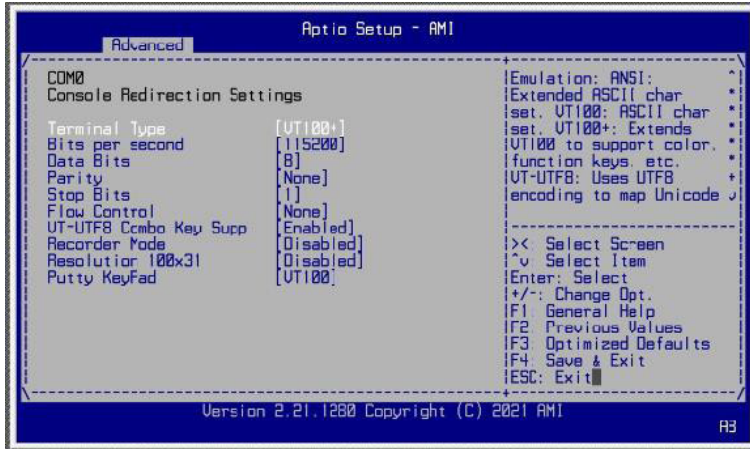 Aptio Setup - AMI
Advanced
COM0
Console Redirection Settings
Terminal Type [VT100+]
Bits per second [115200]
Data Bits [8]
Parity [None]
Stop Bits [1]
Flow Control [None]
VT-UTF8 Combo Key Supp [Enabled]
Recorder Mode [Disabled]
Resolution 100x31 [Disabled]
Putty KeyPad [VT100]
Emulation: ANSI: ^
Extended ASCII char *
set. VT100: ASCII char *
set. VT100+: Extends *
VT100 to support color, *
function keys, etc. *
VT-UTF8: Uses UTF8 +
encoding to map Unicode v
><: Select Screen
^v: Select Item
Enter: Select
+/-: Change Opt.
F1: General Help
F2: Previous Values
F3: Optimized Defaults
F4: Save & Exit
ESC: Exit
Version 2.21.1280 Copyright (C) 2021 AMI
AB